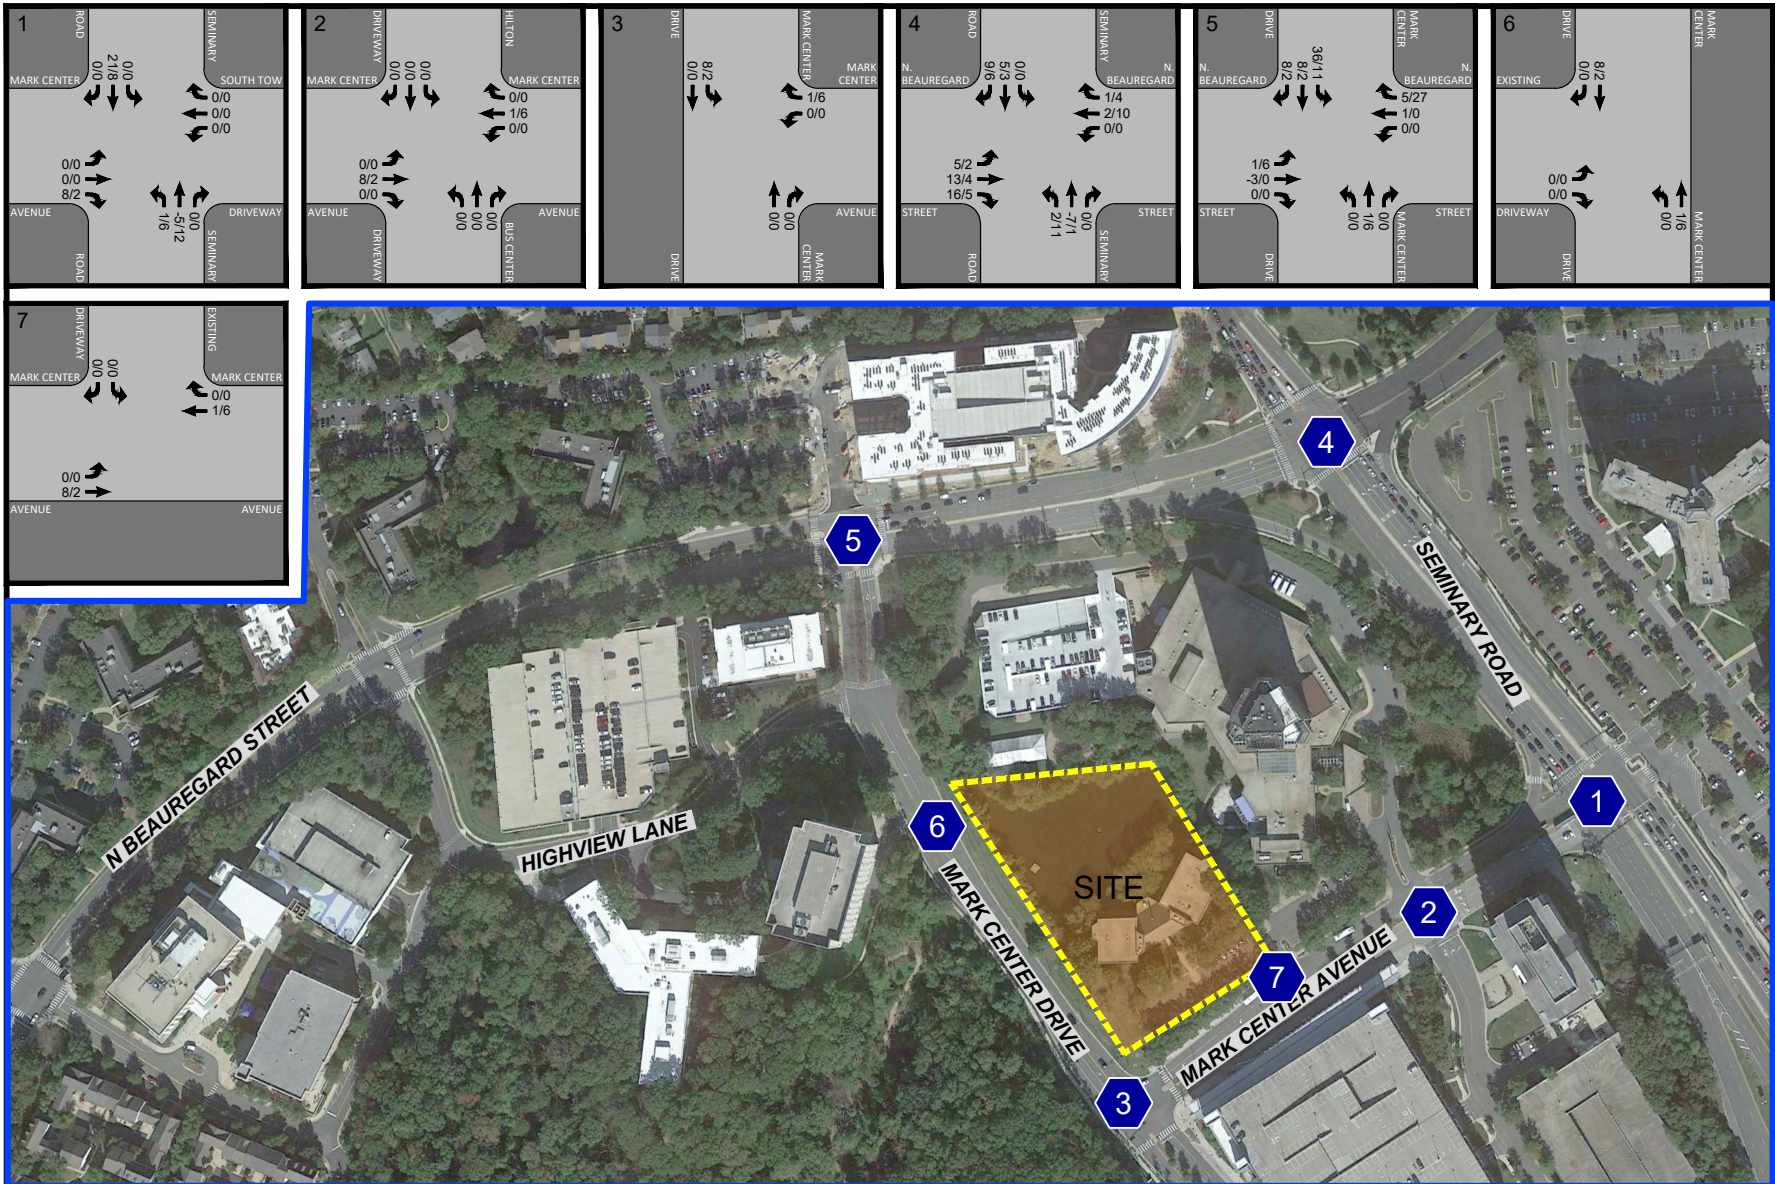 1
ROAD
SEMINARY
0/0
21/8
0/0
MARK CENTER
SOUTH TOW
0/0
0/0
0/0
0/0
0/0
8/2
1/6
-5/12
0/0
AVENUE
DRIVEWAY
ROAD
SEMINARY
2
DRIVEWAY
HILTON
0/0
0/0
0/0
MARK CENTER
MARK CENTER
0/0
1/6
0/0
0/0
8/2
0/0
0/0
0/0
0/0
AVENUE
AVENUE
DRIVEWAY
BUS CENTER
3
DRIVE
MARK CENTER
0/0
8/2
MARK
CENTER
1/6
0/0
0/0
0/0
AVENUE
DRIVE
MARK
CENTER
4
ROAD
SEMINARY
9/6
5/3
0/0
N.
BEAUREGARD
N.
BEAUREGARD
1/4
2/10
0/0
5/2
13/4
16/5
2/11
-7/1
0/0
STREET
STREET
ROAD
SEMINARY
5
DRIVE
MARK
CENTER
8/2
8/2
36/11
N.
BEAUREGARD
N.
BEAUREGARD
5/27
1/0
0/0
1/6
-3/0
0/0
0/0
1/6
0/0
STREET
STREET
DRIVE
MARK CENTER
6
DRIVE
MARK
CENTER
0/0
8/2
EXISTING
0/0
0/0
0/0
1/6
DRIVEWAY
DRIVE
MARK CENTER
7
DRIVEWAY
EXISTING
0/0
0/0
MARK CENTER
MARK CENTER
0/0
1/6
0/0
8/2
AVENUE
AVENUE
4
5
SEMINARY ROAD
N BEAUREGARD STREET
1
6
HIGHVIEW LANE
SITE
2
MARK CENTER DRIVE
7
MARK CENTER AVENUE
3